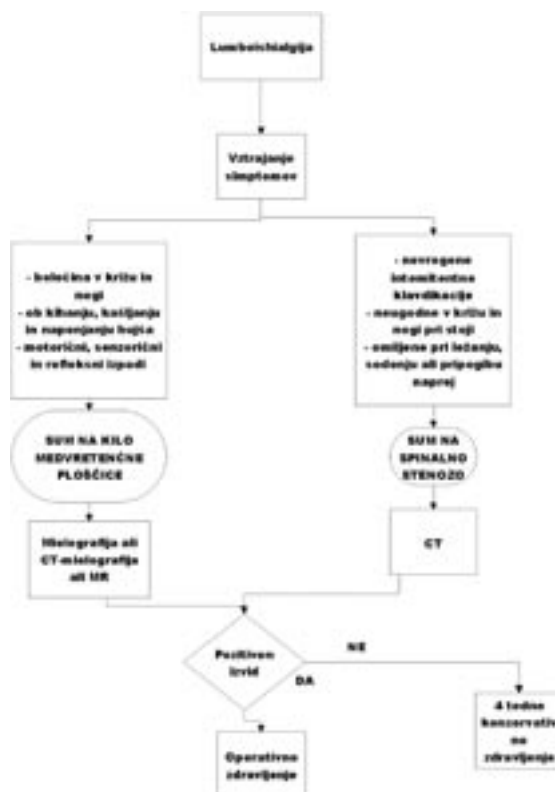 Lumboishialgija
Vztrajanje
simptomov
- bolečina v križu in
nogi
- ob kihanju, kašljanju
in napenjanju hujša
- motorični, senzorični
in refleksni izpadi
- nevrogene
intermitentne
klavdikacije
- neugodne v križu in
nogi pri stoji
- omiljene pri ležanju,
sedenju ali pripogibu
naprej
SUM NA KILO
MEDVRETENČNE
PLOŠČICE
SUM NA
SPINALNO
STENOZO
Mielografija ali
CT-mielografija
ali MR
CT
Pozitiven
izvid
NE
DA
Operativno
zdravljenje
4 tedne
konzervativ
no
zdravljenje